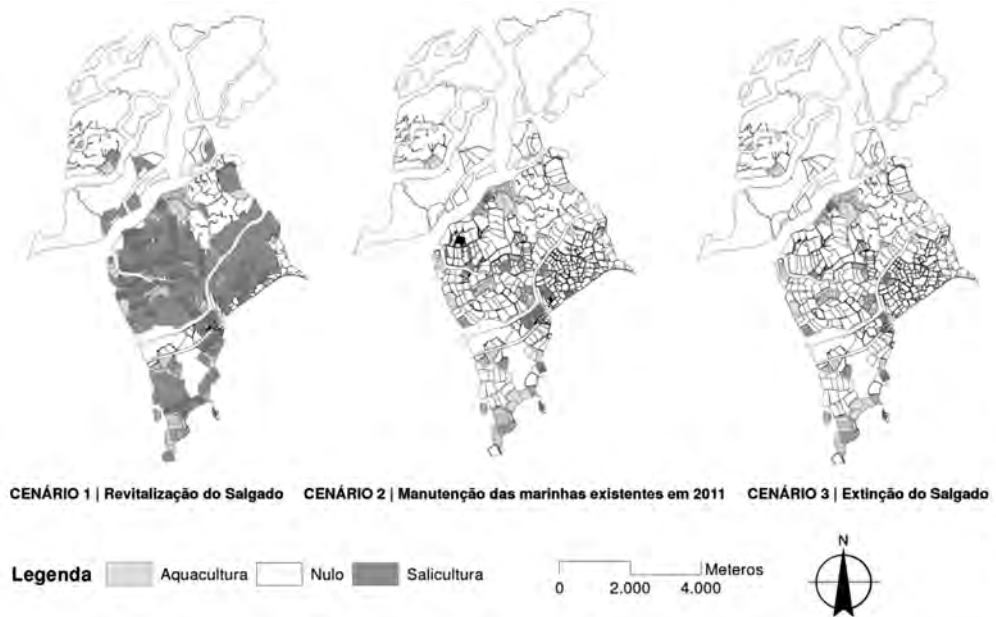 CENÁRIO 1 | Revitalização do Salgado
CENÁRIO 2 | Manutenção das marinhas existentes em 2011
CENÁRIO 3 | Extinção do Salgado
Legenda
Aquacultura
Nulo
Salicultura
Meteros
0 2.000 4.000
N